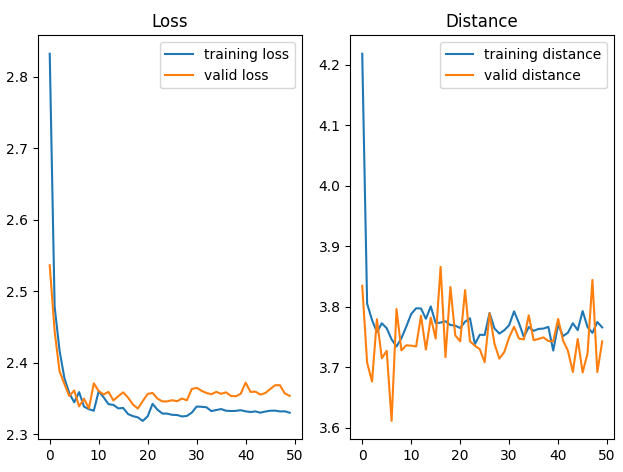 Loss
training loss
valid loss
2.8
2.7
2.6
2.5
2.4
2.3
0 10 20 30 40 50
Distance
training distance
valid distance
4.2
4.1
4.0
3.9
3.8
3.7
3.6
0 10 20 30 40 50